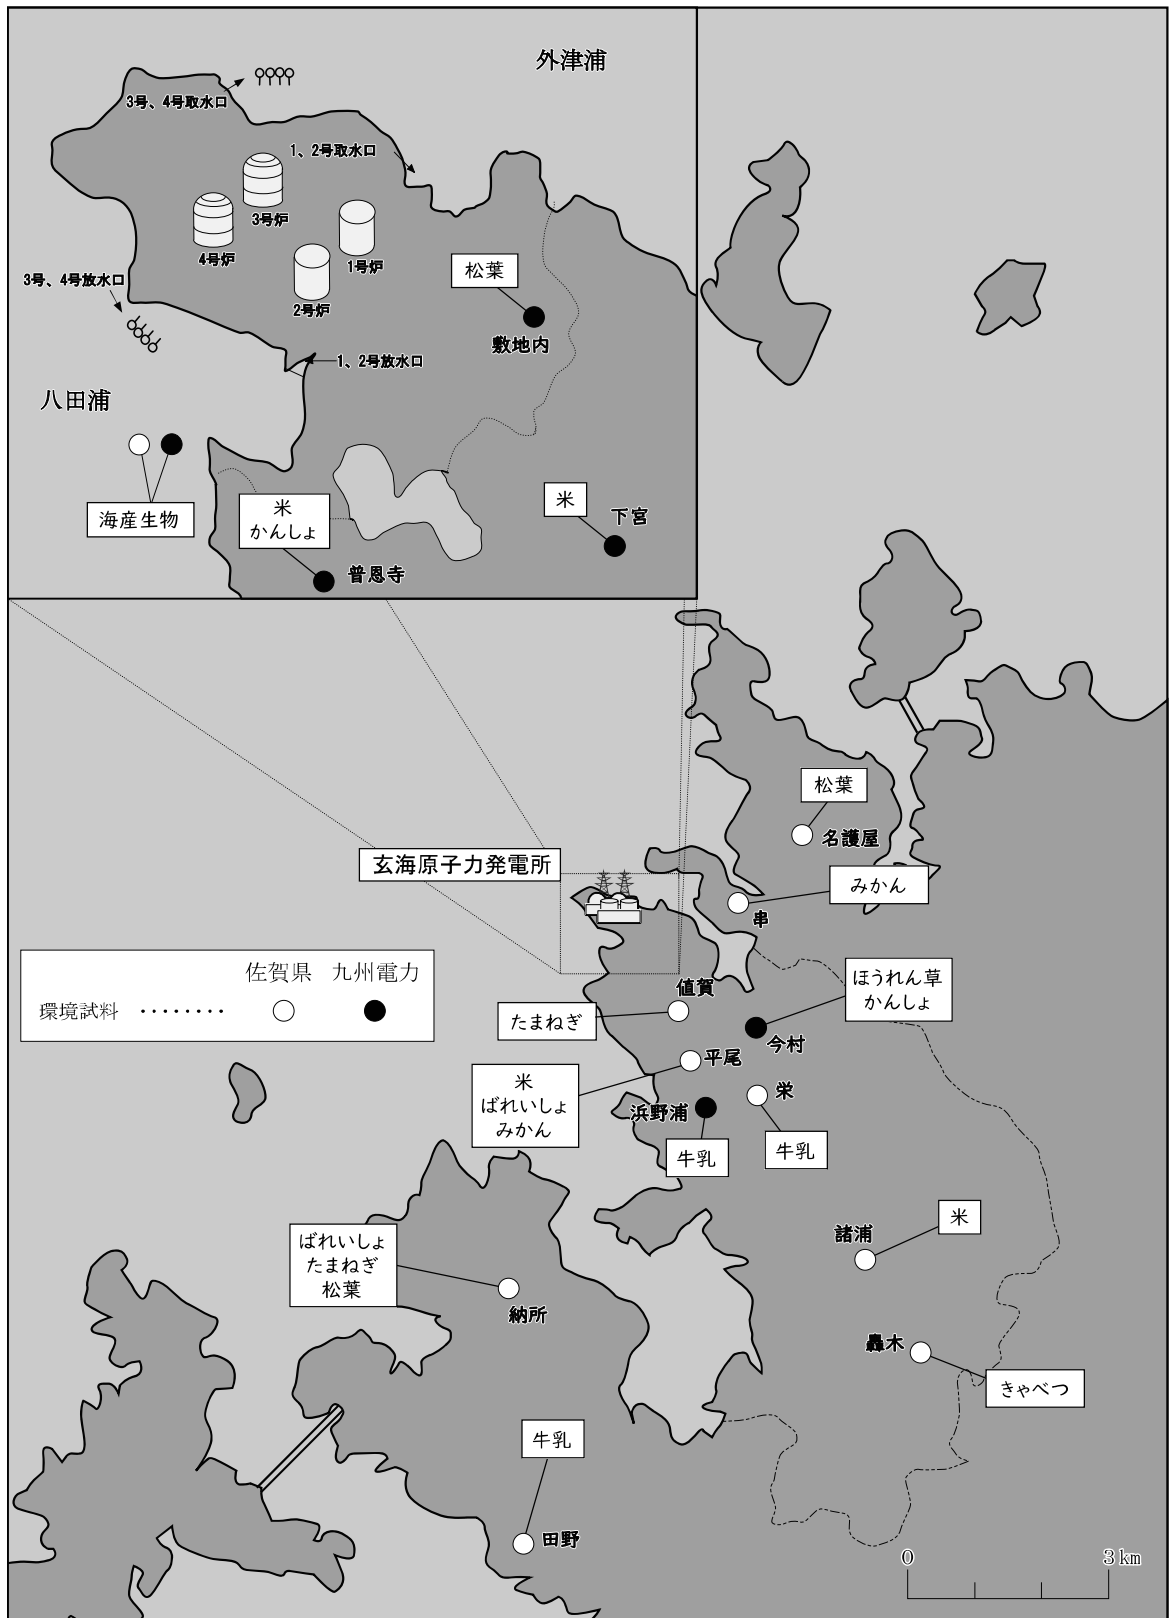 外津浦
3号、4号取水口
1、2号取水口
3号炉
4号炉
1号炉
2号炉
松葉
敷地内
3号、4号放水口
1、2号放水口
八田浦
海産生物
米
かんしょ
普恩寺
米
下宮
松葉
名護屋
玄海原子力発電所
みかん
串
佐賀県 九州電力
環境試料 ‥‥‥‥
ほうれん草
かんしょ
値賀
たまねぎ
今村
平尾
米
ばれいしょ
みかん
栄
浜野浦
牛乳
牛乳
米
諸浦
ばれいしょ
たまねぎ
松葉
納所
轟木
きゃべつ
牛乳
田野
0 3km